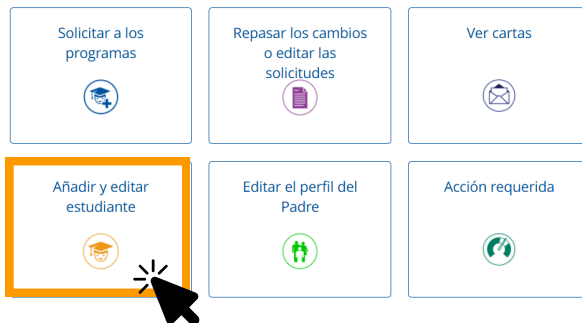 Solicitar a los
programas
Repasar los cambios
o editar las
solicitudes
Ver cartas
Añadir y editar
estudiante
Editar el perfil del
Padre
Acción requerida